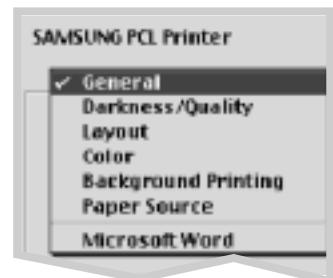 SAMSUNG PCL Printer
✓ General
Darkness/Quality
Layout
Color
Background Printing
Paper Source
Microsoft Word